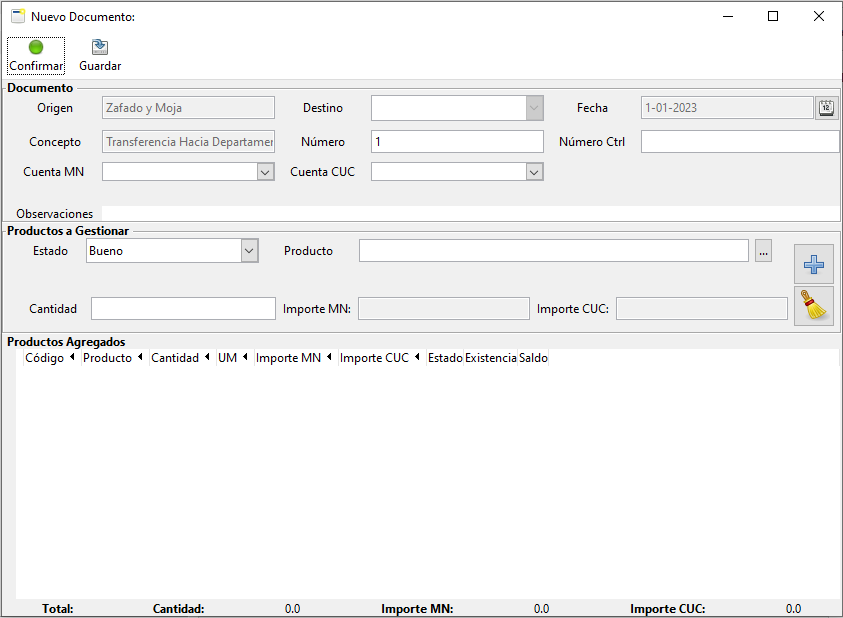 Nuevo Documento:
Confirmar Guardar
Documento
Origen Zafado y Moja Destino Fecha 1-01-2023 12
Concepto Transferencia Hacia Departamer Número 1 Número Ctrl
Cuenta MN Cuenta CUC
Observaciones
Productos a Gestionar
Estado Bueno Producto ...
Cantidad Importe MN: Importe CUC:
Productos Agregados
Código Producto Cantidad UM Importe MN Importe CUC Estado Existencia Saldo
Total: Cantidad: 0.0 Importe MN: 0.0 Importe CUC: 0.0